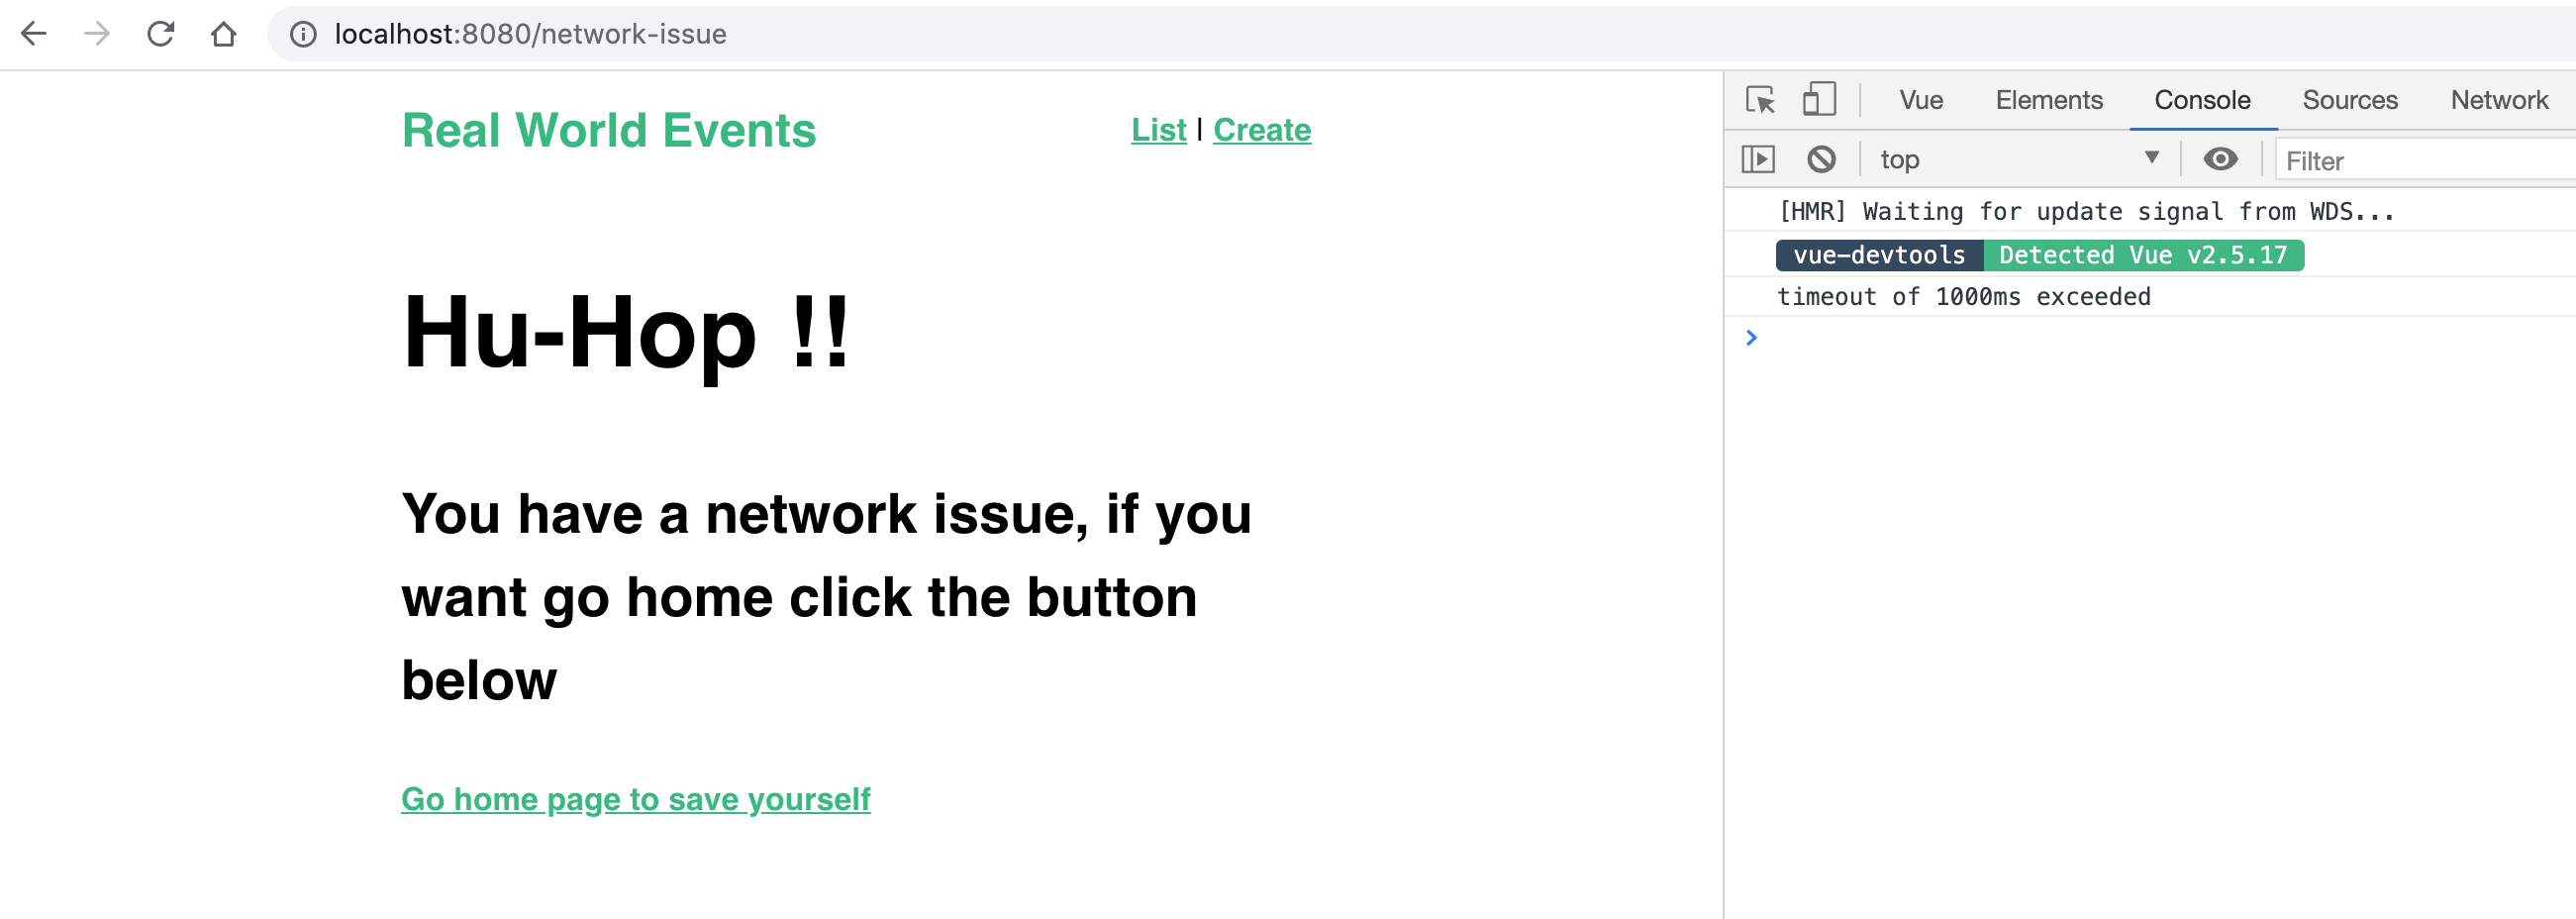 localhost:8080/network-issue
Real World Events
List | Create
Hu-Hop !!
You have a network issue, if you
want go home click the button
below
Go home page to save yourself
Vue Elements Console Sources Network
top Filter
[HMR] Waiting for update signal from WDS...
vue-devtools Detected Vue v2.5.17
timeout of 1000ms exceeded